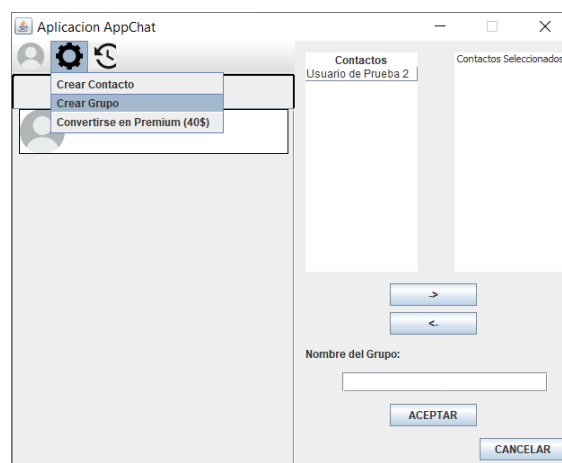 Aplicacion AppChat
Crear Contacto
Crear Grupo
Convertirse en Premium (40$)
Contactos
Usuario de Prueba 2
Contactos Seleccionados
->
<-
Nombre del Grupo:
ACEPTAR
CANCELAR